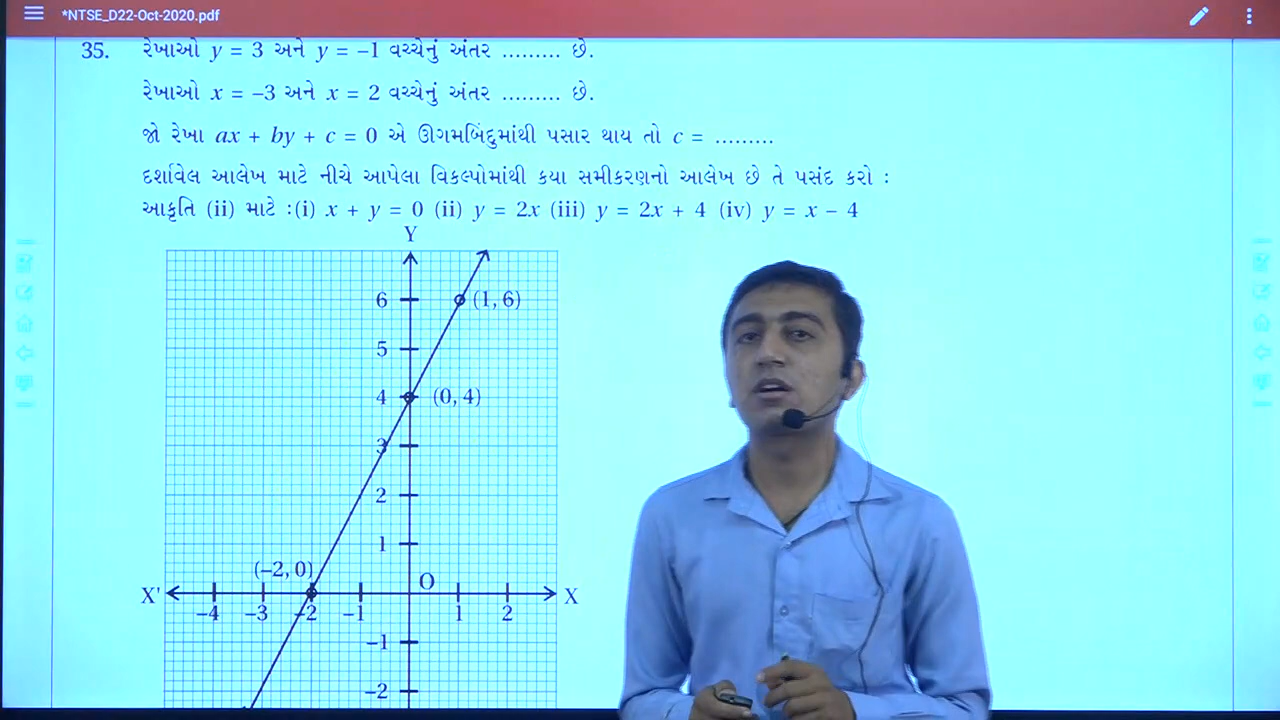 *NTSE_D22-Oct-2020.pdf
35. રેખાઓ y = 3 અને y = –1 વચ્ચેનું અંતર ......... છે.
રેખાઓ x = –3 અને x = 2 વચ્ચેનું અંતર ......... છે.
જો રેખા ax + by + c = 0 એ ઊગમબિંદુમાંથી પસાર થાય તો c = .........
દર્શાવેલ આલેખ માટે નીચે આપેલા વિકલ્પોમાંથી કયા સમીકરણનો આલેખ છે તે પસંદ કરો :
આકૃતિ (ii) માટે :(i) x + y = 0 (ii) y = 2x (iii) y = 2x + 4 (iv) y = x – 4
Y
6 (1, 6)
5
4 (0, 4)
3
2
1
(–2, 0) O
X' X
–4 –3 –2 –1 1 2
–1
–2